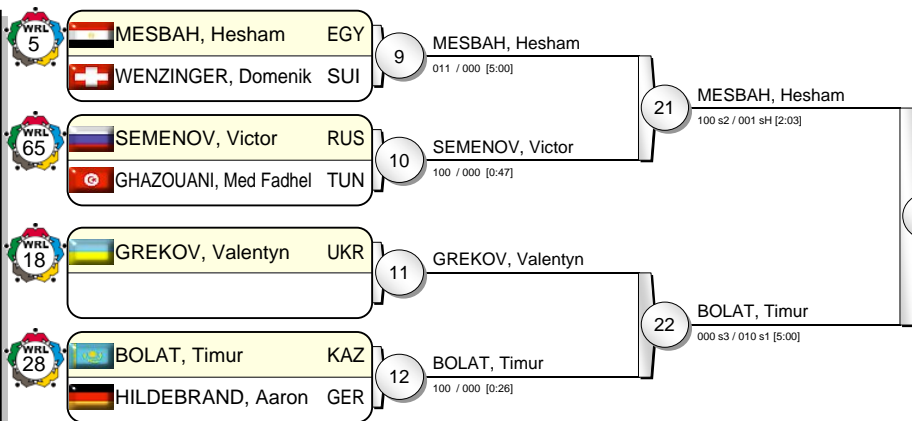 WRL
5
MESBAH, Hesham EGY
WENZINGER, Domenik SUI
9
MESBAH, Hesham
011 / 000 [5:00]
WRL
65
SEMENOV, Victor RUS
GHAZOUANI, Med Fadhel TUN
10
SEMENOV, Victor
100 / 000 [0:47]
21
MESBAH, Hesham
100 s2 / 001 sH [2:03]
WRL
18
GREKOV, Valentyn UKR
11
GREKOV, Valentyn
WRL
28
BOLAT, Timur KAZ
HILDEBRAND, Aaron GER
12
BOLAT, Timur
100 / 000 [0:26]
22
BOLAT, Timur
000 s3 / 010 s1 [5:00]